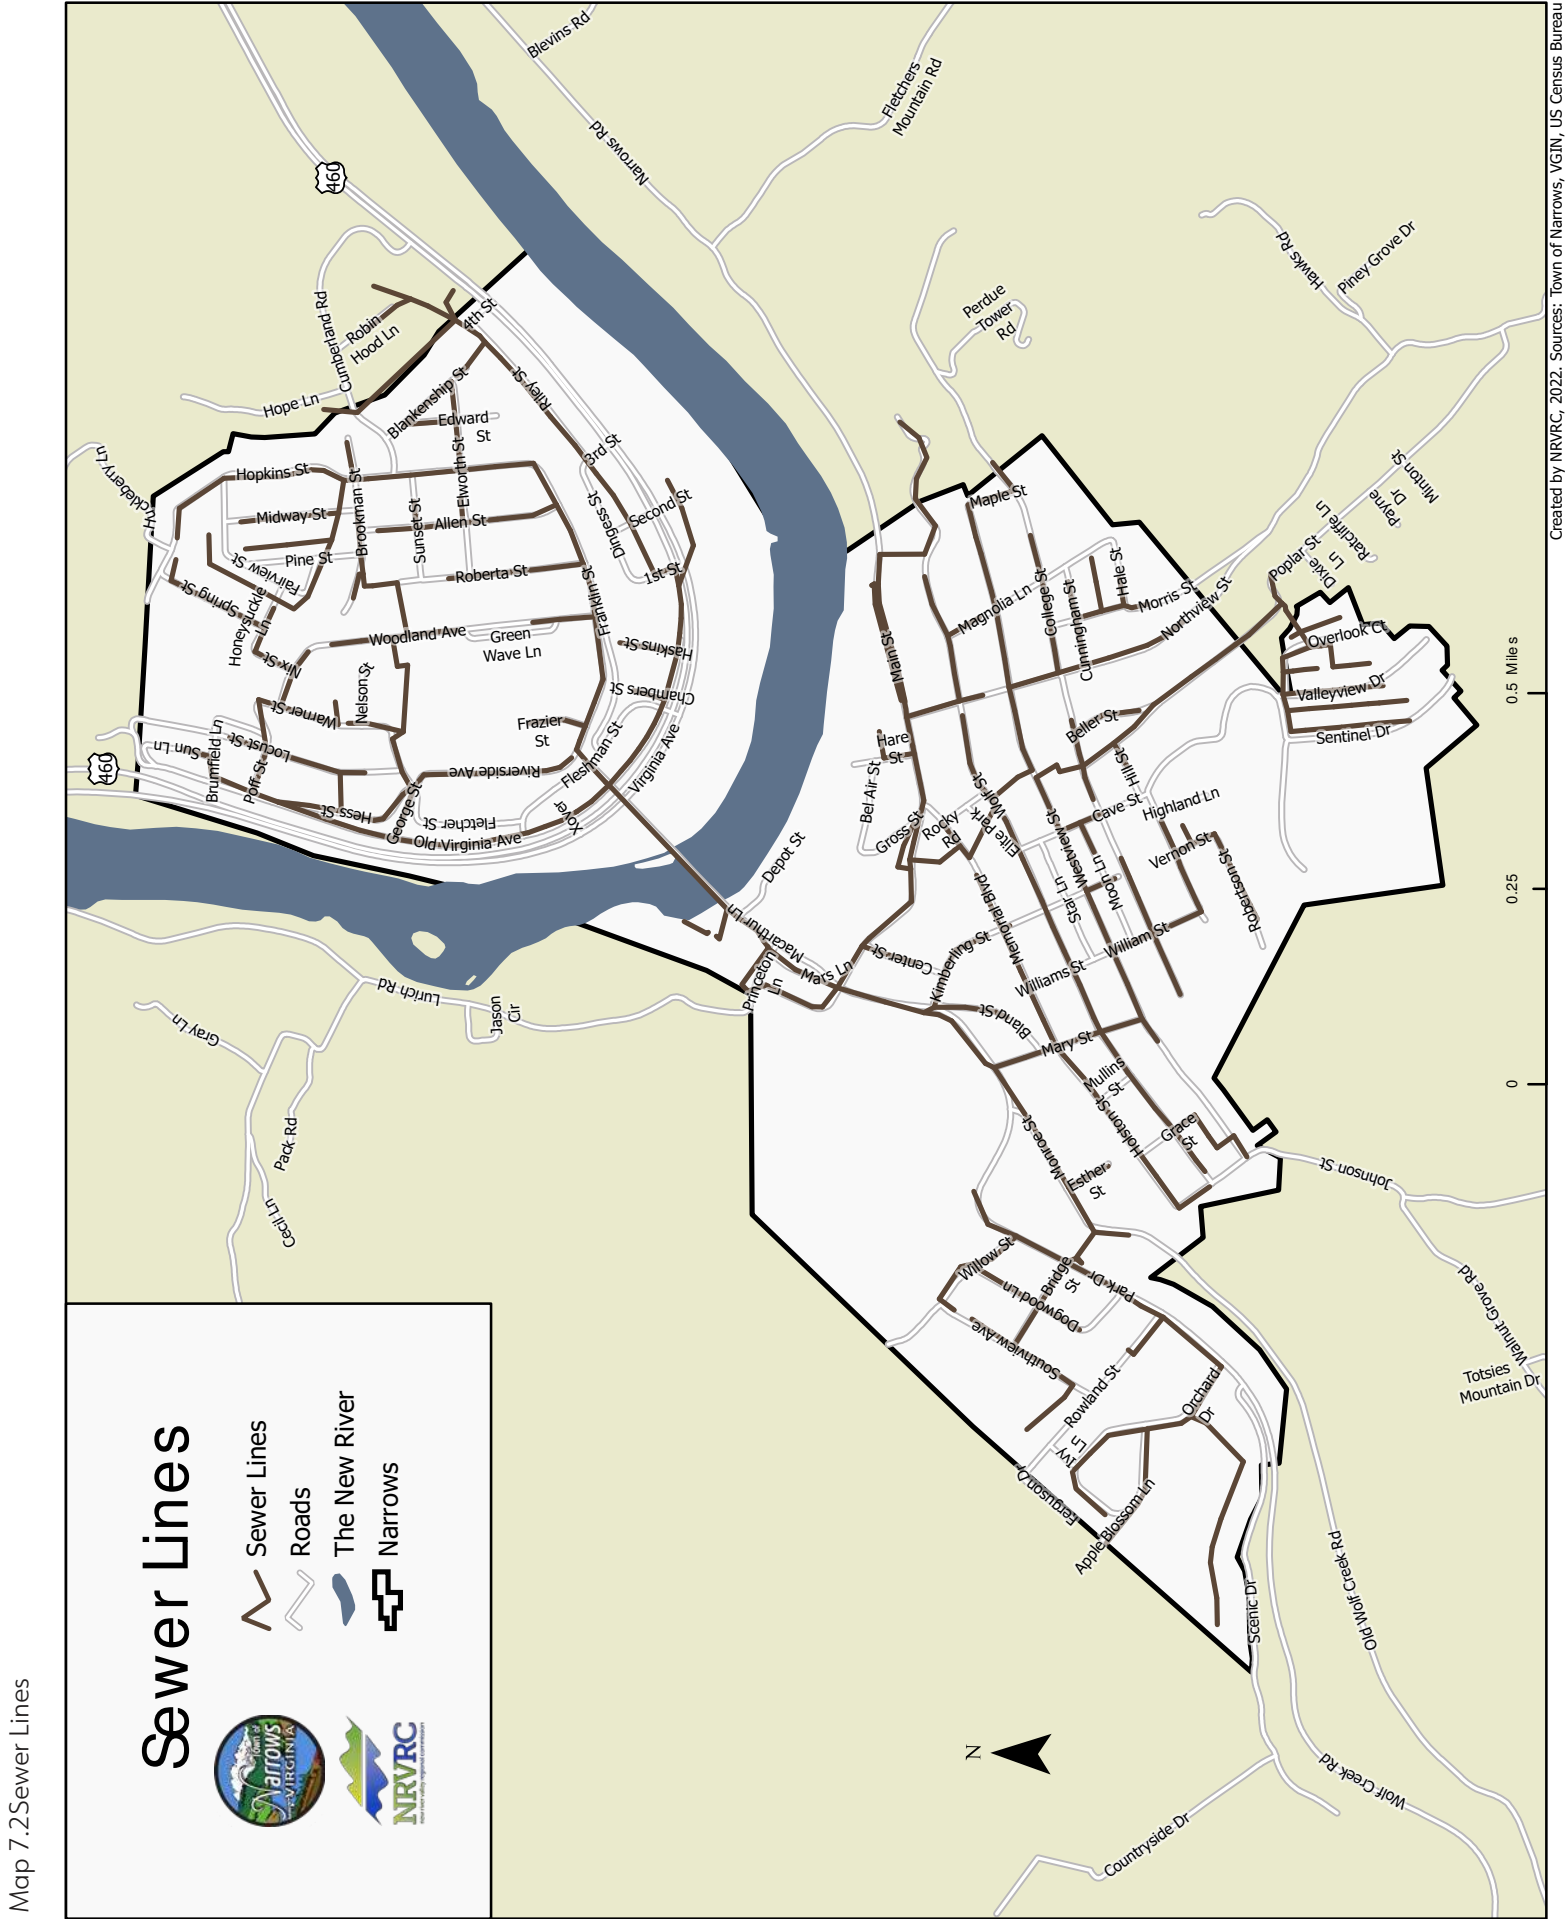 Map 7.2Sewer Lines
Sewer Lines
Sewer Lines
Roads
The New River
Narrows
Town of
Narrows
VIRGINIA
NRVRC
new river valley regional commission
N
Created by NRVRC, 2022. Sources: Town of Narrows, VGIN, US Census Bureau
0
0.25
0.5 Miles
460
460
Blevins Rd
Narrows Rd
Fletchers
Mountain Rd
Perdue
Tower
Rd
Hawks Rd
Piney Grove Dr
Minton St
Payne
Dr
Ratcliffe Ln
Dixie
Ln
Poplar St
Overlook Ct
Valleyview Dr
Sentinel Dr
Huckleberry Ln
Hope Ln
Cumberland Rd
Robin
Hood Ln
4th St
Blankenship St
Edward
St
Riley St
3rd St
Hopkins St
Midway St
Brookman St
Sunset St
Elworth St
Allen St
Dingess St
Second St
Pine St
Fairview St
Roberta St
1st St
Spring St
Honeysuckle
Ln
Woodland Ave
Green
Wave Ln
Franklin St
Haskins St
Nix St
Warner St
Nelson St
Chambers St
Frazier
St
Fleshman St
Virginia Ave
Sun Ln
Brumfield Ln
Locust St
Poff St
Riverside Ave
Hess St
George St
Fletcher St
Xover
Old Virginia Ave
Depot St
Macarthur Ln
Princeton
Ln
Mars Ln
Center St
Main St
Maple St
Magnolia Ln
College St
Cunningham St
Hale St
Morris St
Northview St
Hare
St
Bel Air St
Gross St
Rocky
Rd
Wolf St
Elite Park
Beller St
Hill St
Westview St
Cave St
Highland Ln
Vernon St
Robertson St
Star Ln
Moon Ln
Memorial Blvd
William St
Williams St
Kimberling St
Bland St
Mary St
Mullins
St
Holston St
Grace
St
Monroe St
Esther
St
Johnson St
Walnut Grove Rd
Totsies
Mountain Dr
Lurich Rd
Jason
Cir
Gray Ln
Pack Rd
Cecil Ln
Willow St
Dogwood Ln
Bridge
St
Park Dr
Southview Ave
Rowland St
Orchard
Dr
Ivy
Ln
Ferguson Dr
Apple Blossom Ln
Scenic Dr
Old Wolf Creek Rd
Wolf Creek Rd
Countryside Dr